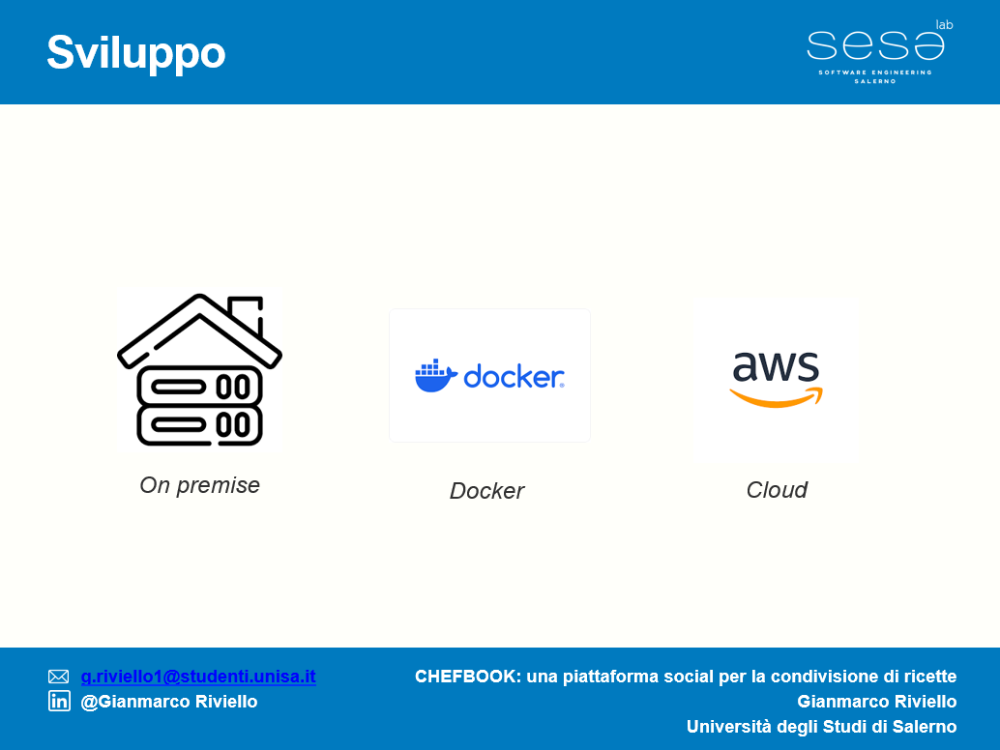 Sviluppo
lab
sesa
SOFTWARE ENGINEERING
SALERNO
docker
aws
On premise
Docker
Cloud
g.riviello1@studenti.unisa.it
@Gianmarco Riviello
CHEFBOOK: una piattaforma social per la condivisione di ricette
Gianmarco Riviello
Università degli Studi di Salerno